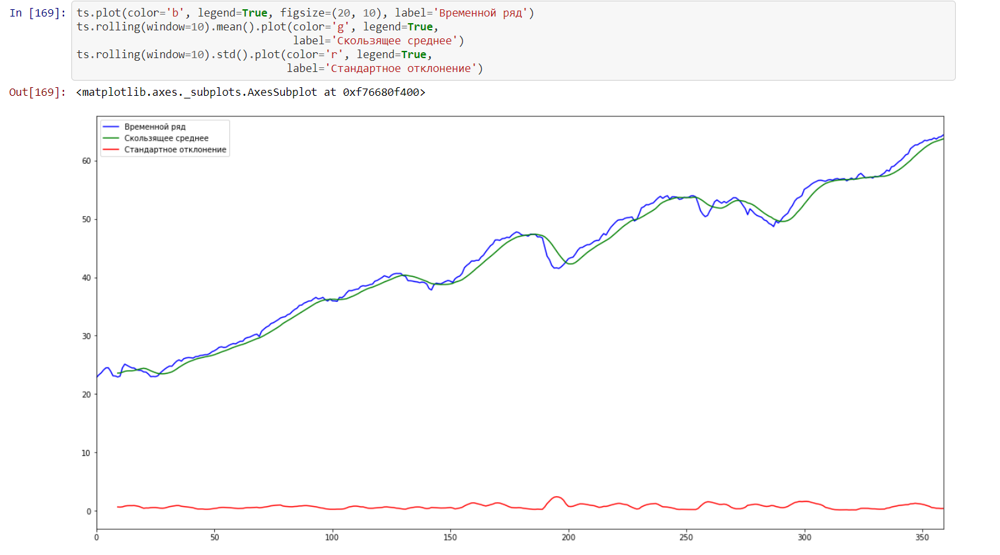 In [169]: ts.plot(color='b', legend=True, figsize=(20, 10), label='Временной ряд')
ts.rolling(window=10).mean().plot(color='g', legend=True,
label='Скользящее среднее')
ts.rolling(window=10).std().plot(color='r', legend=True,
label='Стандартное отклонение')
Out[169]: <matplotlib.axes._subplots.AxesSubplot at 0xf76680f400>
Временной ряд
Скользящее среднее
Стандартное отклонение
60
50
40
30
20
10
0
0 50 100 150 200 250 300 350